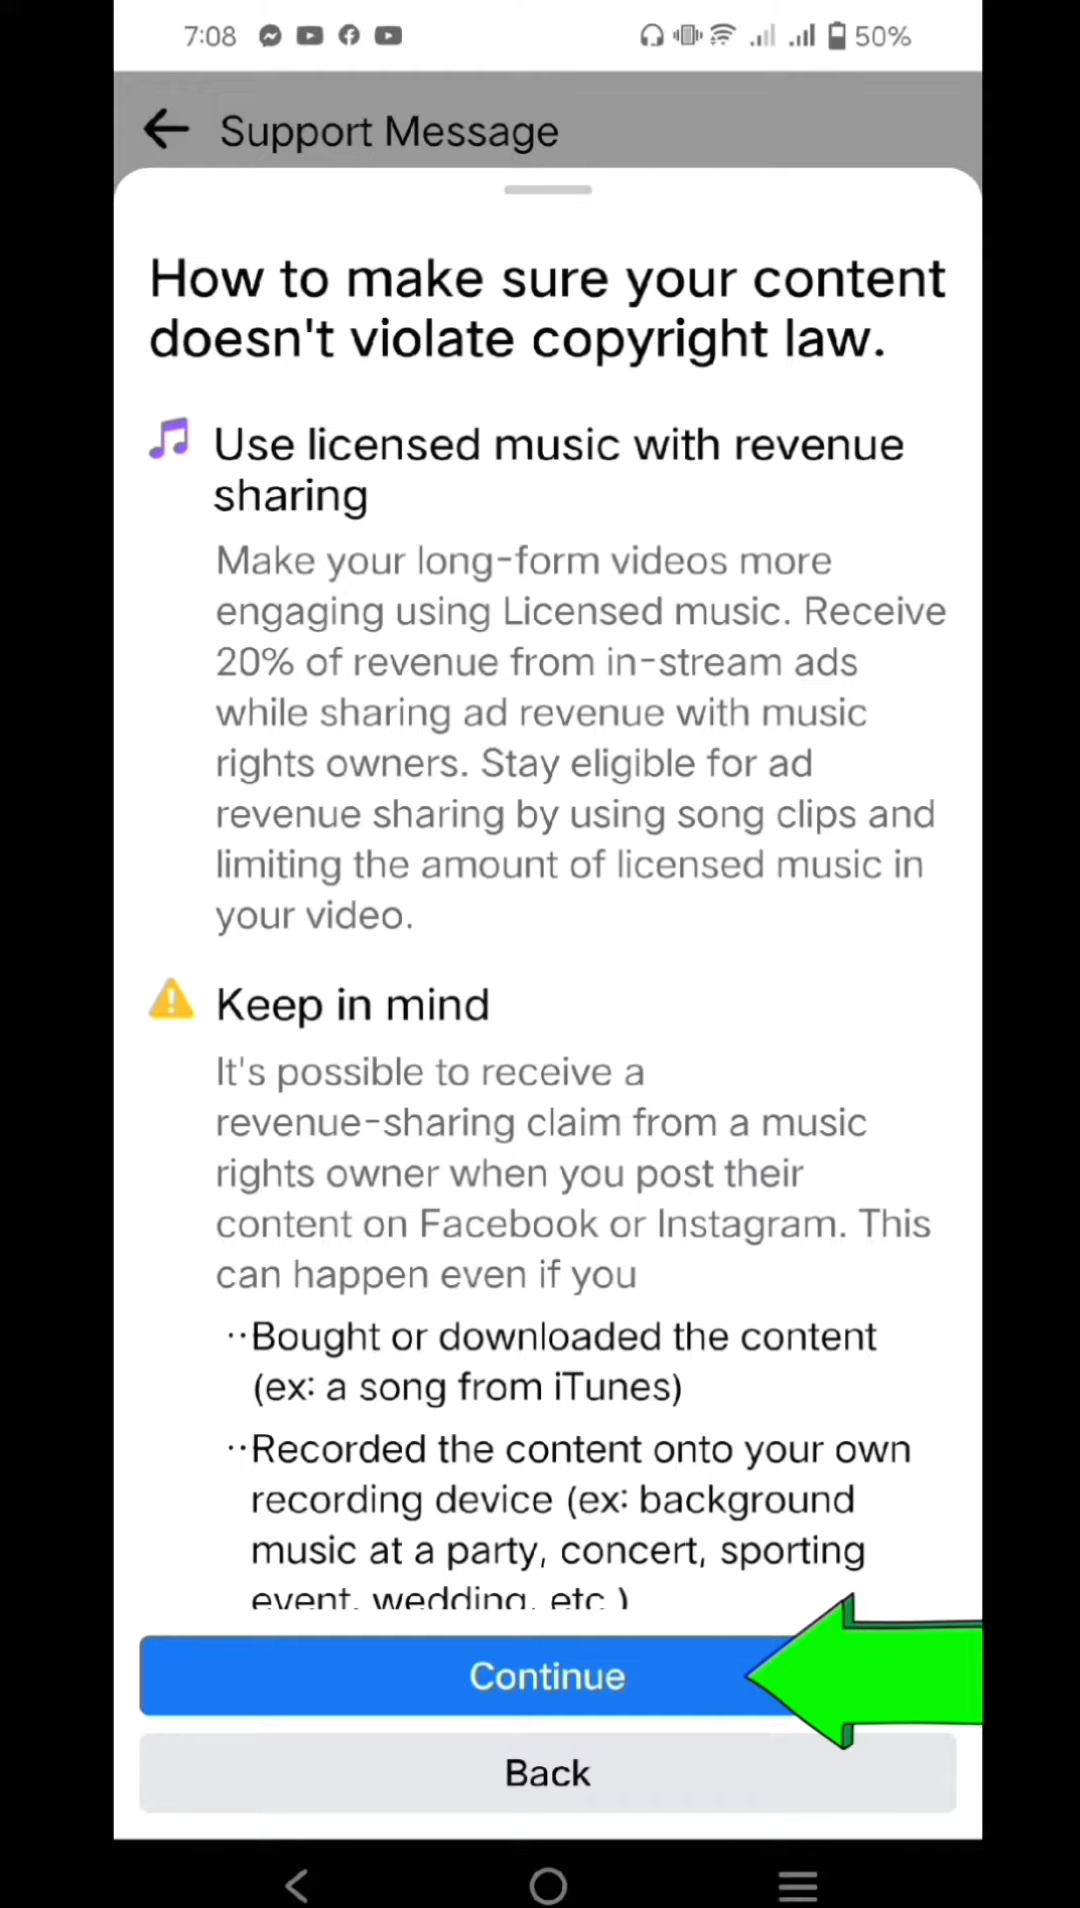 7:08
50%
Support Message
How to make sure your content
doesn't violate copyright law.
Use licensed music with revenue
sharing
Make your long-form videos more
engaging using Licensed music. Receive
20% of revenue from in-stream ads
while sharing ad revenue with music
rights owners. Stay eligible for ad
revenue sharing by using song clips and
limiting the amount of licensed music in
your video.
Keep in mind
It's possible to receive a
revenue-sharing claim from a music
rights owner when you post their
content on Facebook or Instagram. This
can happen even if you
··Bought or downloaded the content
(ex: a song from iTunes)
··Recorded the content onto your own
recording device (ex: background
music at a party, concert, sporting
event, wedding, etc.)
Continue
Back